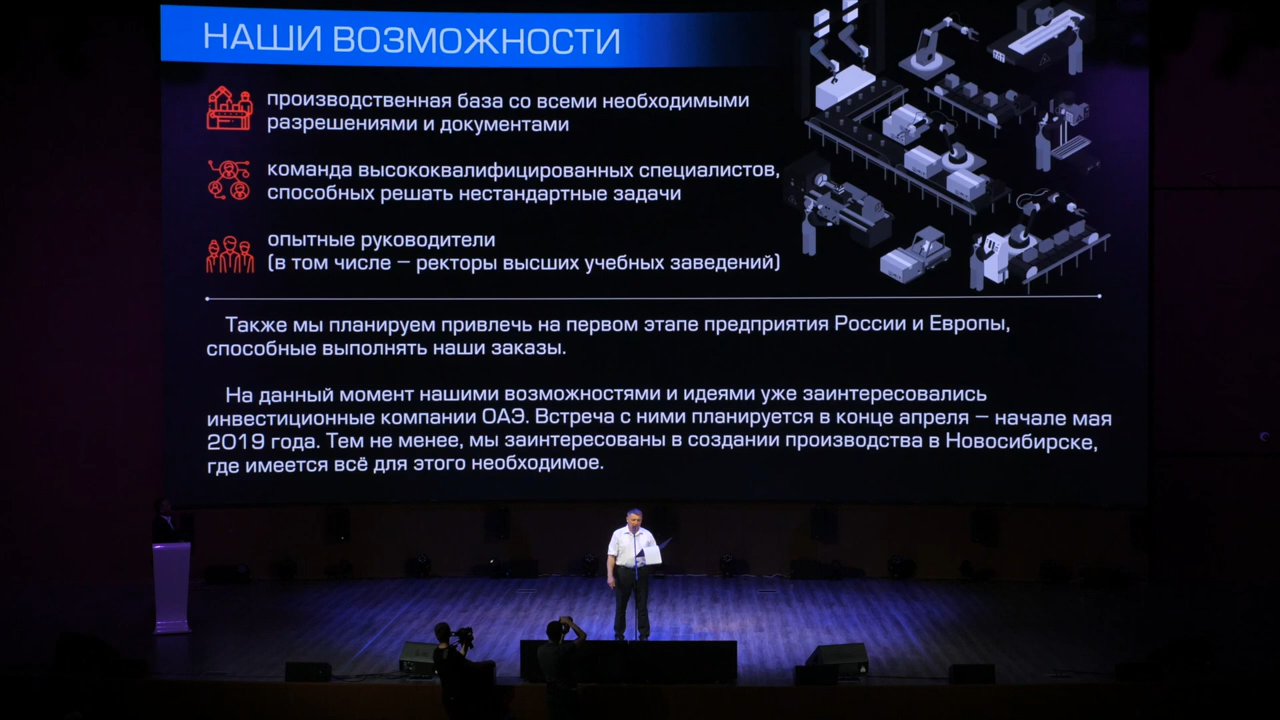 НАШИ ВОЗМОЖНОСТИ
производственная база со всеми необходимыми
разрешениями и документами
команда высококвалифицированных специалистов,
способных решать нестандартные задачи
опытные руководители
(в том числе — ректоры высших учебных заведений)
Также мы планируем привлечь на первом этапе предприятия России и Европы,
способные выполнять наши заказы.
На данный момент нашими возможностями и идеями уже заинтересовались
инвестиционные компании ОАЭ. Встреча с ними планируется в конце апреля — начале мая
2019 года. Тем не менее, мы заинтересованы в создании производства в Новосибирске,
где имеется всё для этого необходимое.